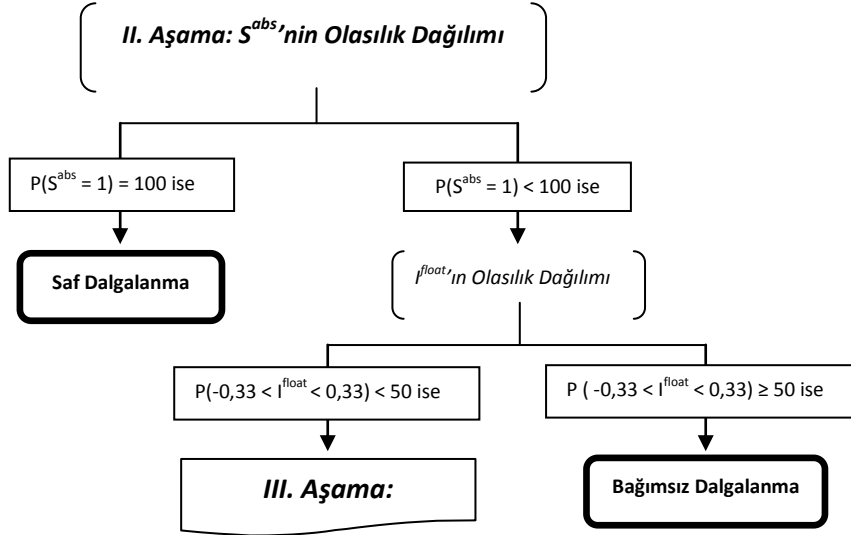 II. Aşama: S^abs'nin Olasılık Dağılımı
P(S^abs = 1) = 100 ise
P(S^abs = 1) < 100 ise
Saf Dalgalanma
I^float'ın Olasılık Dağılımı
P(-0,33 < I^float < 0,33) < 50 ise
P ( -0,33 < I^float < 0,33) ≥ 50 ise
III. Aşama:
Bağımsız Dalgalanma